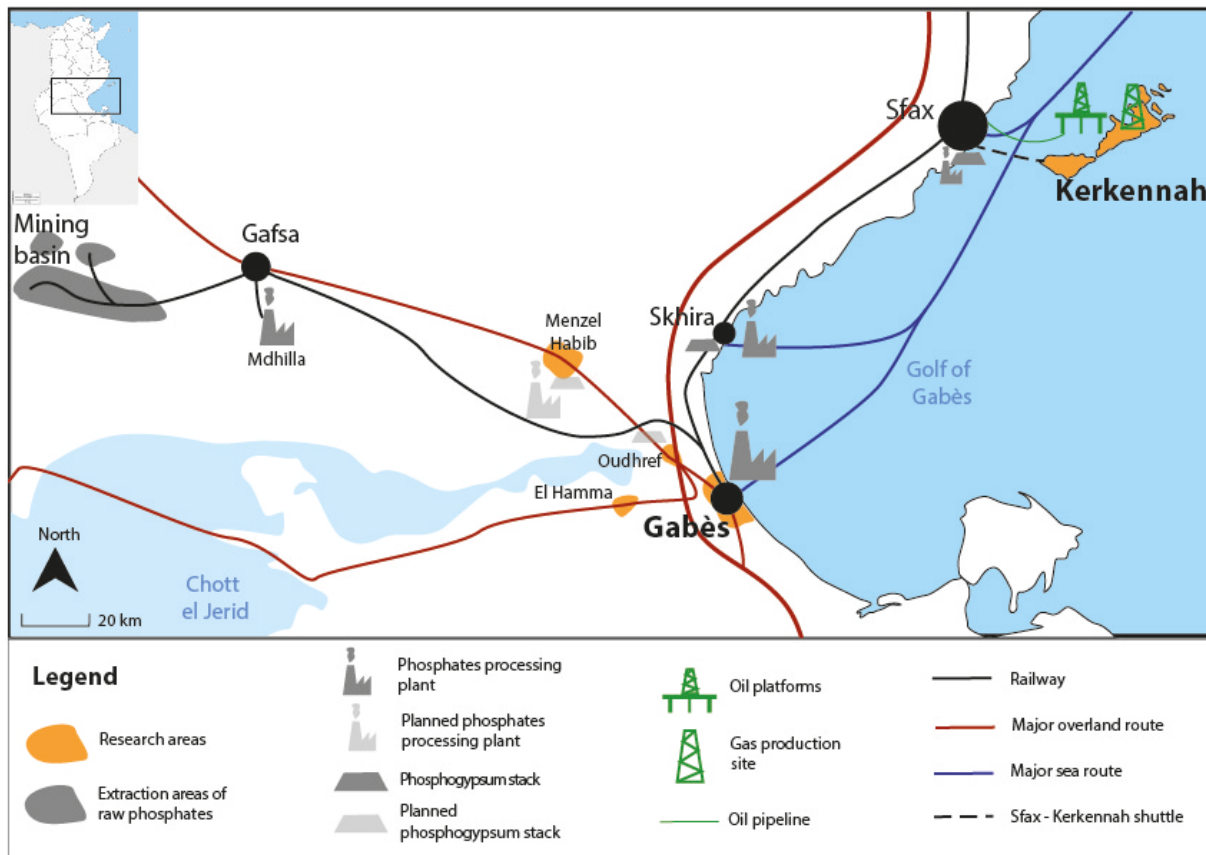 Sfax
Kerkennah
Mining
basin
Gafsa
Mdhilla
Menzel
Habib
Skhira
Golf of
Gabès
Oudhref
El Hamma
Gabès
North
Chott
el Jerid
20 km
Legend
Research areas
Extraction areas of
raw phosphates
Phosphates processing
plant
Planned phosphates
processing plant
Phosphogypsum stack
Planned
phosphogypsum stack
Oil platforms
Gas production
site
Oil pipeline
Railway
Major overland route
Major sea route
Sfax - Kerkennah shuttle